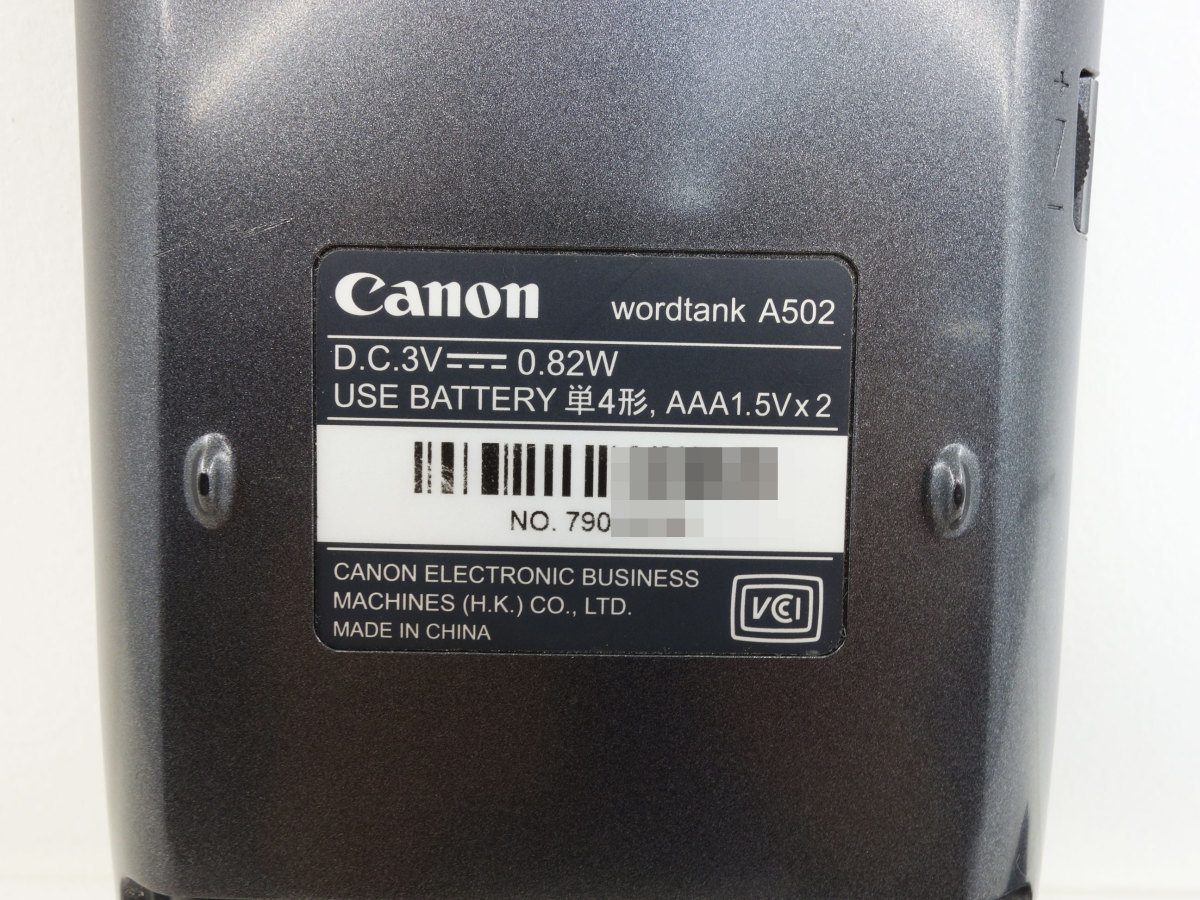 Canon wordtank A502
D.C.3V⎓ 0.82W
USE BATTERY 単4形, AAA1.5Vx2
NO. 790
CANON ELECTRONIC BUSINESS
MACHINES (H.K.) CO., LTD.
MADE IN CHINA
VCCI